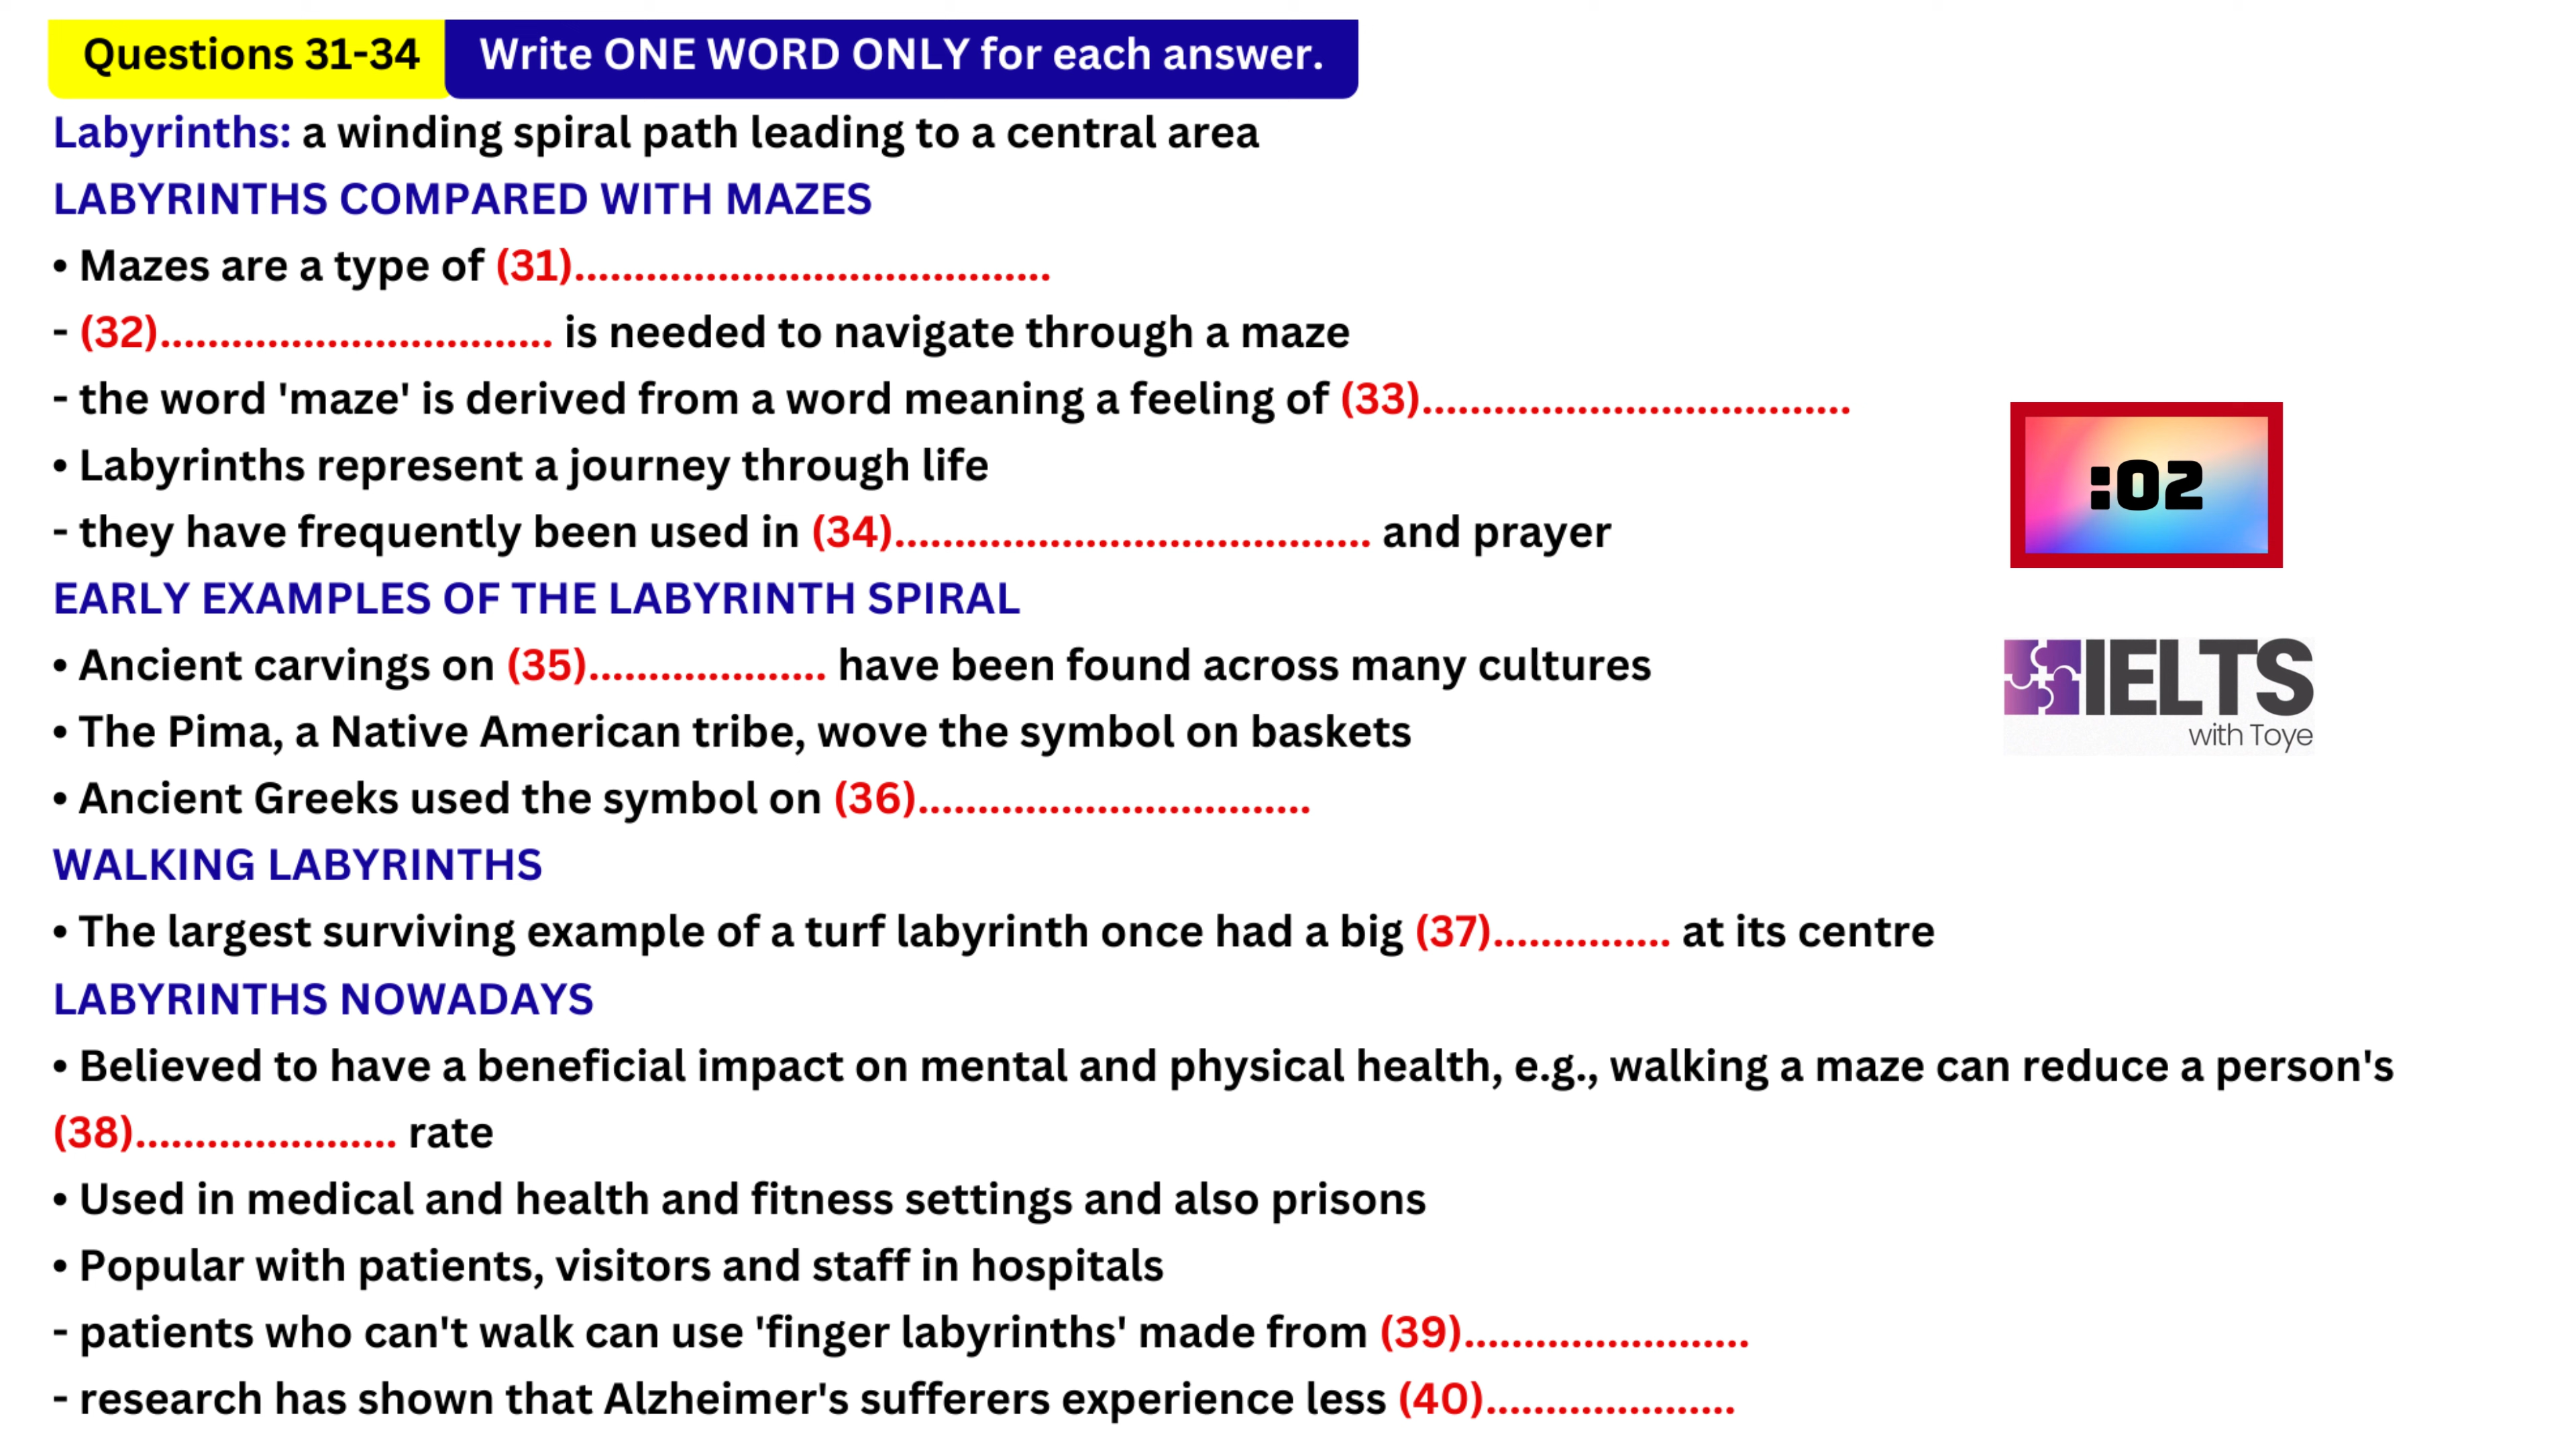 Questions 31-34 Write ONE WORD ONLY for each answer.
Labyrinths: a winding spiral path leading to a central area
LABYRINTHS COMPARED WITH MAZES
• Mazes are a type of (31)........................................
- (32)................................. is needed to navigate through a maze
- the word 'maze' is derived from a word meaning a feeling of (33)....................................
• Labyrinths represent a journey through life
- they have frequently been used in (34)........................................ and prayer
:02
EARLY EXAMPLES OF THE LABYRINTH SPIRAL
• Ancient carvings on (35).................... have been found across many cultures
IELTS
with Toye
• The Pima, a Native American tribe, wove the symbol on baskets
• Ancient Greeks used the symbol on (36).................................
WALKING LABYRINTHS
• The largest surviving example of a turf labyrinth once had a big (37)............... at its centre
LABYRINTHS NOWADAYS
• Believed to have a beneficial impact on mental and physical health, e.g., walking a maze can reduce a person's
(38)...................... rate
• Used in medical and health and fitness settings and also prisons
• Popular with patients, visitors and staff in hospitals
- patients who can't walk can use 'finger labyrinths' made from (39)........................
- research has shown that Alzheimer's sufferers experience less (40).....................